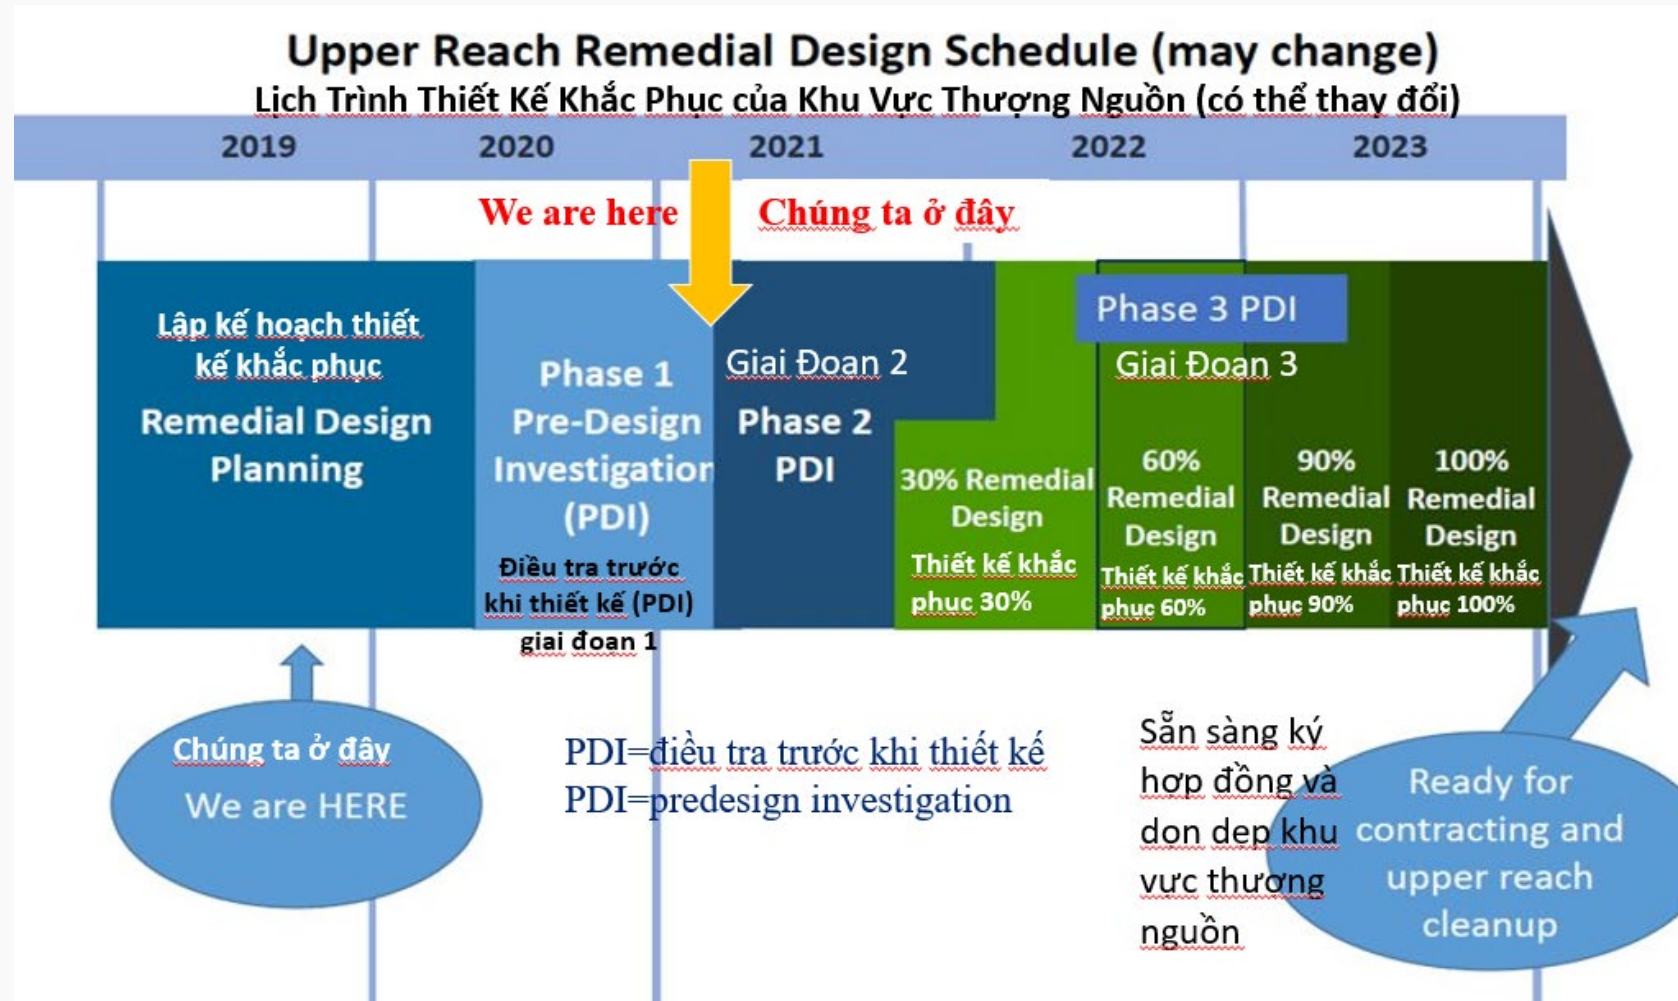 Upper Reach Remedial Design Schedule (may change)
Lịch Trình Thiết Kế Khắc Phục của Khu Vực Thượng Nguồn (có thể thay đổi)
2019 2020 2021 2022 2023
We are here Chúng ta ở đây
Lập kế hoạch thiết
kế khắc phục
Remedial Design
Planning
Phase 1
Pre-Design
Investigation
(PDI)
Điều tra trước
khi thiết kế (PDI)
giai đoạn 1
Giai Đoạn 2
Phase 2
PDI
30% Remedial
Design
Thiết kế khắc
phục 30%
Phase 3 PDI
Giai Đoạn 3
60%
Remedial
Design
Thiết kế khắc
phục 60%
90%
Remedial
Design
Thiết kế khắc
phục 90%
100%
Remedial
Design
Thiết kế khắc
phục 100%
Chúng ta ở đây
We are HERE
PDI=điều tra trước khi thiết kế
PDI=predesign investigation
Sẵn sàng ký
hợp đồng và
dọn dẹp khu
vực thượng
nguồn
Ready for
contracting and
upper reach
cleanup